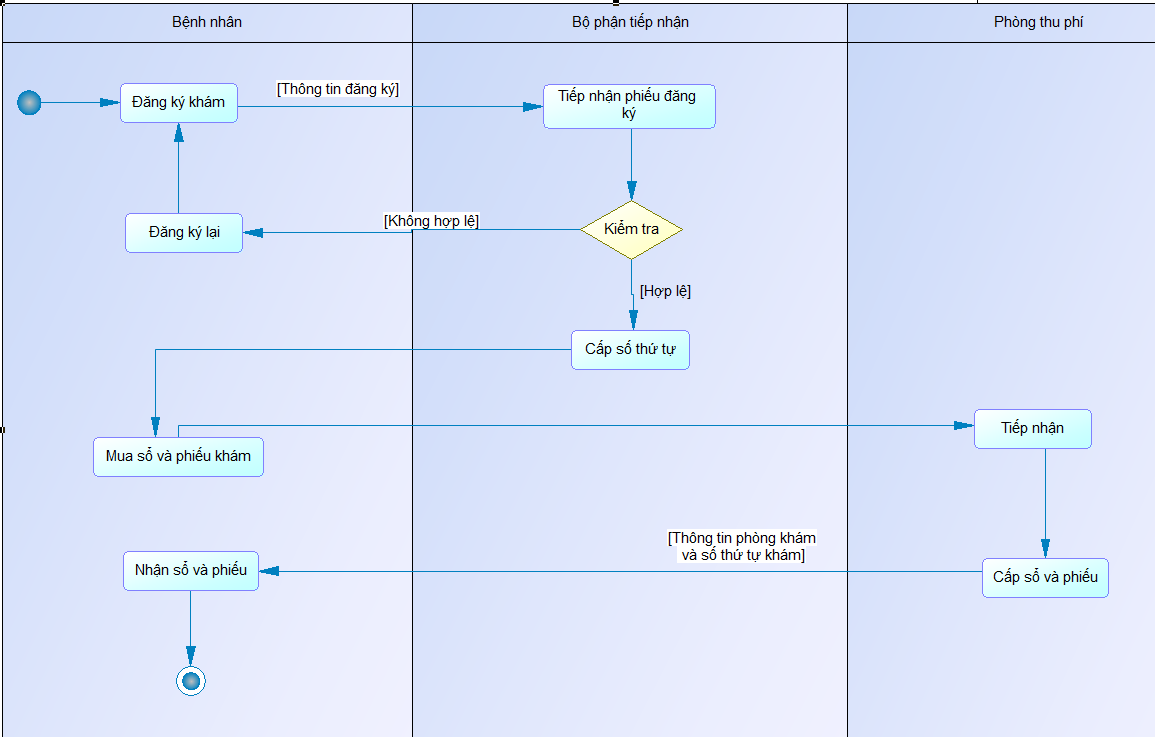 Bệnh nhân
Bộ phận tiếp nhận
Phòng thu phí
Đăng ký khám
[Thông tin đăng ký]
Tiếp nhận phiếu đăng
ký
Đăng ký lại
[Không hợp lệ]
Kiểm tra
[Hợp lệ]
Cấp số thứ tự
Mua sổ và phiếu khám
Tiếp nhận
[Thông tin phòng khám
và số thứ tự khám]
Nhận sổ và phiếu
Cấp sổ và phiếu